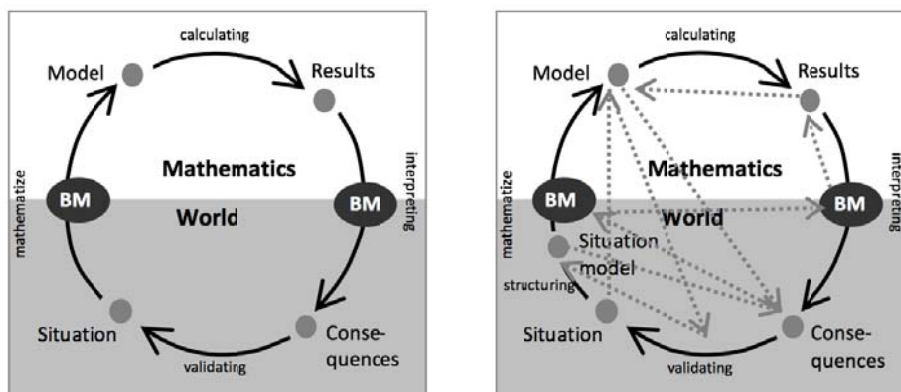 calculating
Model
Results
Mathematics
mathematize
BM
BM
interpreting
World
Situation
Conse-
quences
validating
calculating
Model
Results
Mathematics
mathematize
BM
BM
interpreting
World
Situation
model
structuring
Situation
Conse-
quences
validating